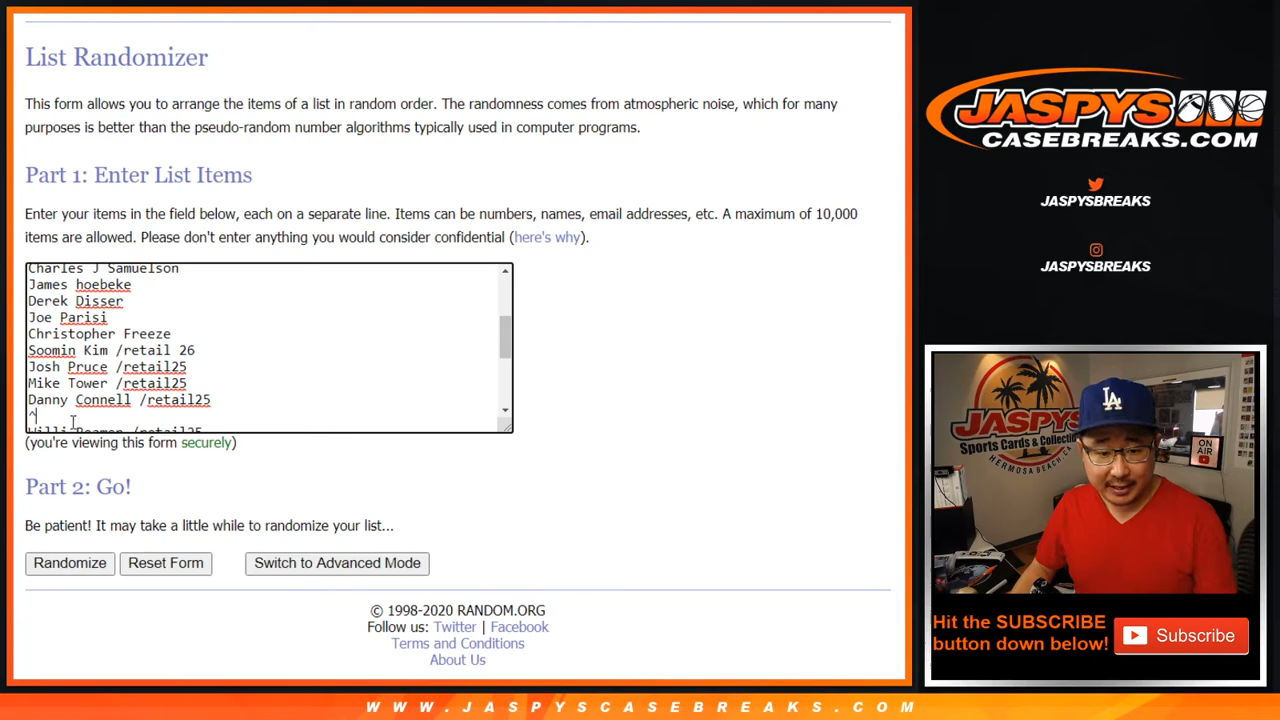 List Randomizer
This form allows you to arrange the items of a list in random order. The randomness comes from atmospheric noise, which for many
purposes is better than the pseudo-random number algorithms typically used in computer programs.
Part 1: Enter List Items
Enter your items in the field below, each on a separate line. Items can be numbers, names, email addresses, etc. A maximum of 10,000
items are allowed. Please don't enter anything you would consider confidential (here's why).
Charles J Samuelson
James hoebeke
Derek Disser
Joe Parisi
Christopher Freeze
Soomin Kim /retail 26
Josh Pruce /retail25
Mike Tower /retail25
Danny Connell /retail25
^
(you're viewing this form securely)
Part 2: Go!
Be patient! It may take a little while to randomize your list...
Randomize Reset Form Switch to Advanced Mode
© 1998-2020 RANDOM.ORG
Follow us: Twitter | Facebook
Terms and Conditions
About Us
JASPYS
CASEBREAKS.COM
JASPYSBREAKS
JASPYSBREAKS
JASPYS
Sports Cards & Collectibles
HERMOSA BEACH, CA
LA
ON
AIR
Hit the SUBSCRIBE
button down below!
Subscribe
WWW.JASPYSCASEBREAKS.COM